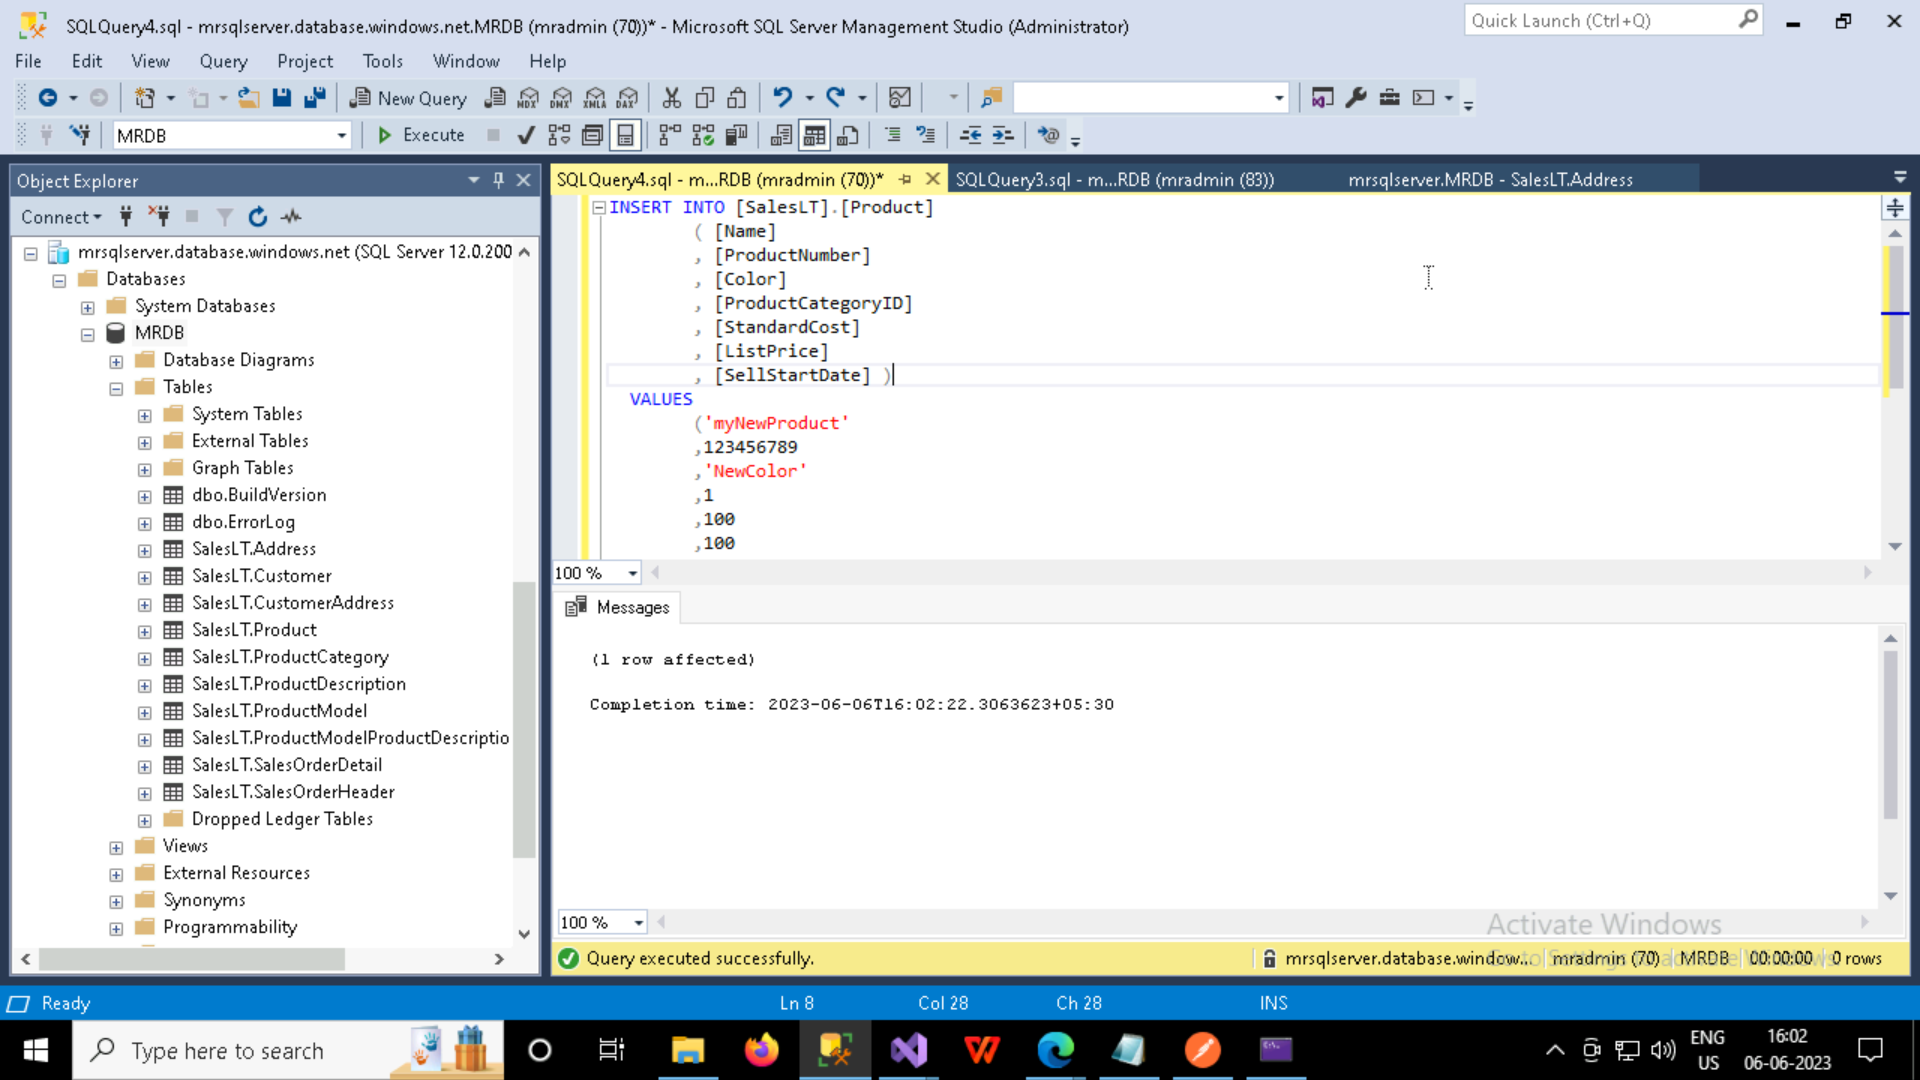 SQLQuery4.sql - mrsqlserver.database.windows.net.MRDB (mradmin (70))* - Microsoft SQL Server Management Studio (Administrator)
Quick Launch (Ctrl+Q)
File Edit View Query Project Tools Window Help
New Query MDX DMX XMLA DAX
MRDB Execute
Object Explorer
SQLQuery4.sql - m...RDB (mradmin (70))* SQLQuery3.sql - m...RDB (mradmin (83)) mrsqlserver.MRDB - SalesLT.Address
Connect
mrsqlserver.database.windows.net (SQL Server 12.0.200
Databases
System Databases
MRDB
Database Diagrams
Tables
System Tables
External Tables
Graph Tables
dbo.BuildVersion
dbo.ErrorLog
SalesLT.Address
SalesLT.Customer
SalesLT.CustomerAddress
SalesLT.Product
SalesLT.ProductCategory
SalesLT.ProductDescription
SalesLT.ProductModel
SalesLT.ProductModelProductDescriptio
SalesLT.SalesOrderDetail
SalesLT.SalesOrderHeader
Dropped Ledger Tables
Views
External Resources
Synonyms
Programmability
INSERT INTO [SalesLT].[Product]
( [Name]
, [ProductNumber]
, [Color]
, [ProductCategoryID]
, [StandardCost]
, [ListPrice]
, [SellStartDate] )
VALUES
('myNewProduct'
,123456789
,'NewColor'
,1
,100
,100
100 %
Messages
(1 row affected)
Completion time: 2023-06-06T16:02:22.3063623+05:30
100 %
Activate Windows
Query executed successfully. mrsqlserver.database.window... mradmin (70) MRDB 00:00:00 0 rows
Ready Ln 8 Col 28 Ch 28 INS
Type here to search
ENG
US
16:02
06-06-2023